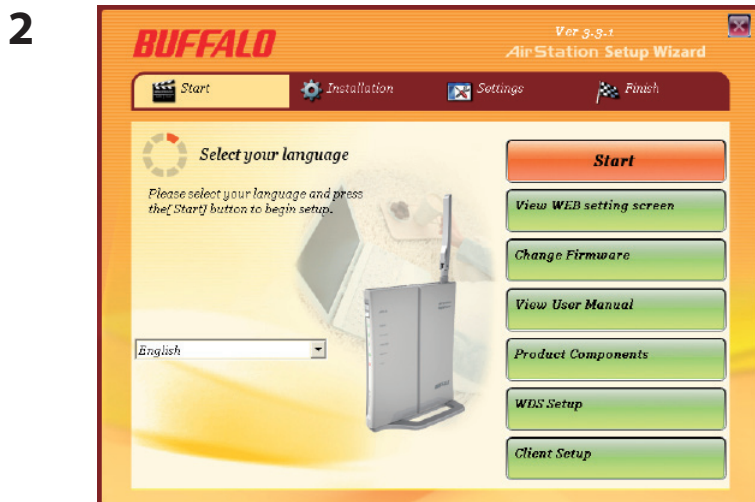 2
BUFFALO
Ver 3.3.1
AirStation Setup Wizard
Start
Installation
Settings
Finish
Select your language
Please select your language and press
the[ Start] button to begin setup.
English
Start
View WEB setting screen
Change Firmware
View User Manual
Product Components
WDS Setup
Client Setup
BUFFALO